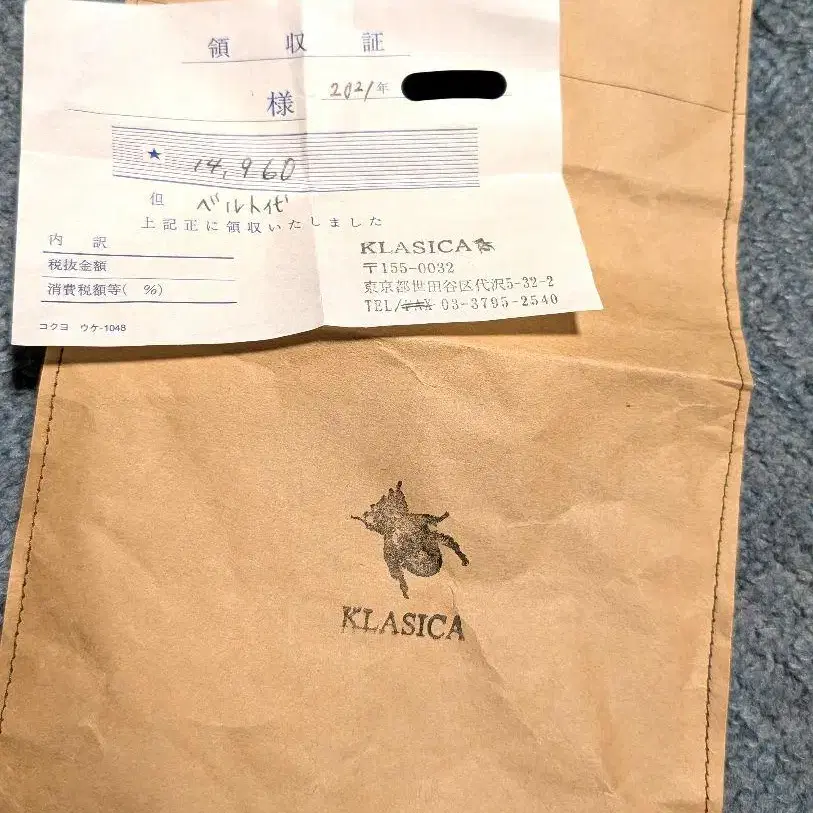 領 収 証
2021年
様
★ 14,960
但 ベルト代
上記正に領収いたしました
内 訳
税抜金額
消費税額等( %)
コクヨ ウケ-1048
KLASICA
〒155-0032
東京都世田谷区代沢5-32-2
TEL/FAX 03-3795-2540
KLASICA